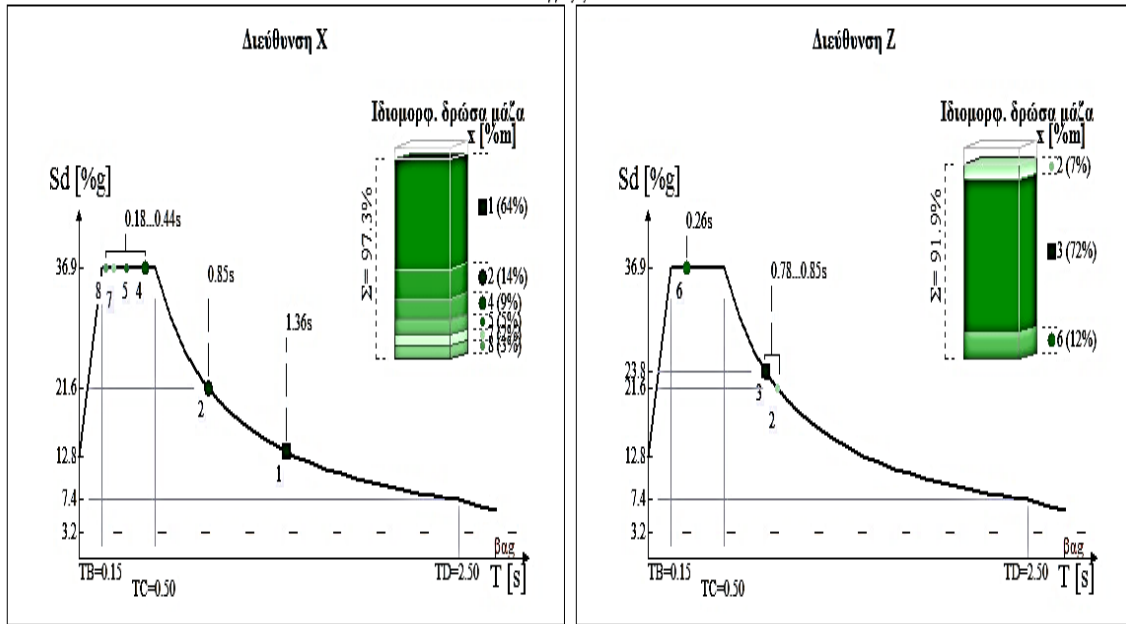 Διεύθυνση X
Ιδιομορφ. δρώσα μάζα
x [%m]
Sd [%g]
Σ= 97.3%
1 (64%)
2 (14%)
4 (9%)
5 (5%)
8 (3%)
0.18...0.44s
0.85s
1.36s
36.9
21.6
12.8
7.4
3.2
8
7
5
4
2
1
βαg
TB=0.15
TC=0.50
TD=2.50
T [s]
Διεύθυνση Z
Ιδιομορφ. δρώσα μάζα
x [%m]
Sd [%g]
Σ= 91.9%
2 (7%)
3 (72%)
6 (12%)
0.26s
0.78...0.85s
36.9
23.8
21.6
12.8
7.4
3.2
6
3
2
βαg
TB=0.15
TC=0.50
TD=2.50
T [s]